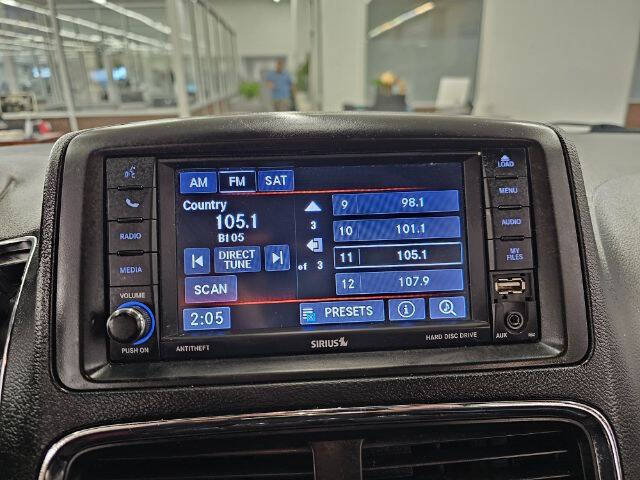 LOAD
MENU
RADIO
AUDIO
MEDIA
MY FILES
VOLUME
PUSH ON
AM FM SAT
Country
105.1
B105
DIRECT TUNE
SCAN
2:05
3
of 3
9 98.1
10 101.1
11 105.1
12 107.9
PRESETS
i
ANTITHEFT
SIRIUS
HARD DISC DRIVE
AUX